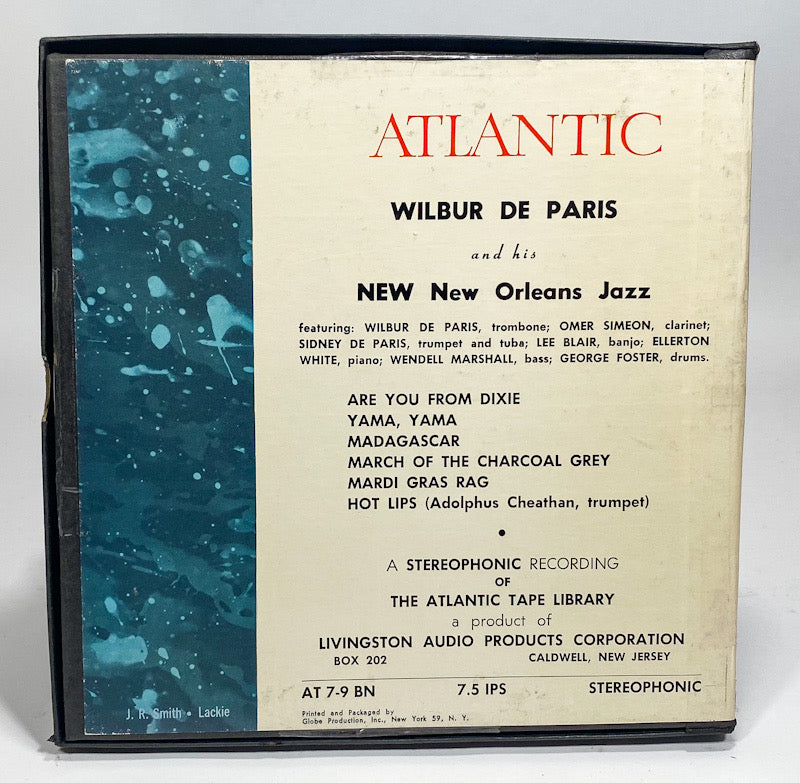 ATLANTIC
WILBUR DE PARIS
and his
NEW New Orleans Jazz
featuring: WILBUR DE PARIS, trombone; OMER SIMEON, clarinet;
SIDNEY DE PARIS, trumpet and tuba; LEE BLAIR, banjo; ELLERTON
WHITE, piano; WENDELL MARSHALL, bass; GEORGE FOSTER, drums.
ARE YOU FROM DIXIE
YAMA, YAMA
MADAGASCAR
MARCH OF THE CHARCOAL GREY
MARDI GRAS RAG
HOT LIPS (Adolphus Cheathan, trumpet)
•
A STEREOPHONIC RECORDING
OF
THE ATLANTIC TAPE LIBRARY
a product of
LIVINGSTON AUDIO PRODUCTS CORPORATION
BOX 202 CALDWELL, NEW JERSEY
AT 7-9 BN 7.5 IPS STEREOPHONIC
Printed and Packaged by
Globe Production, Inc., New York 59, N. Y.
J. R. Smith • Lackie